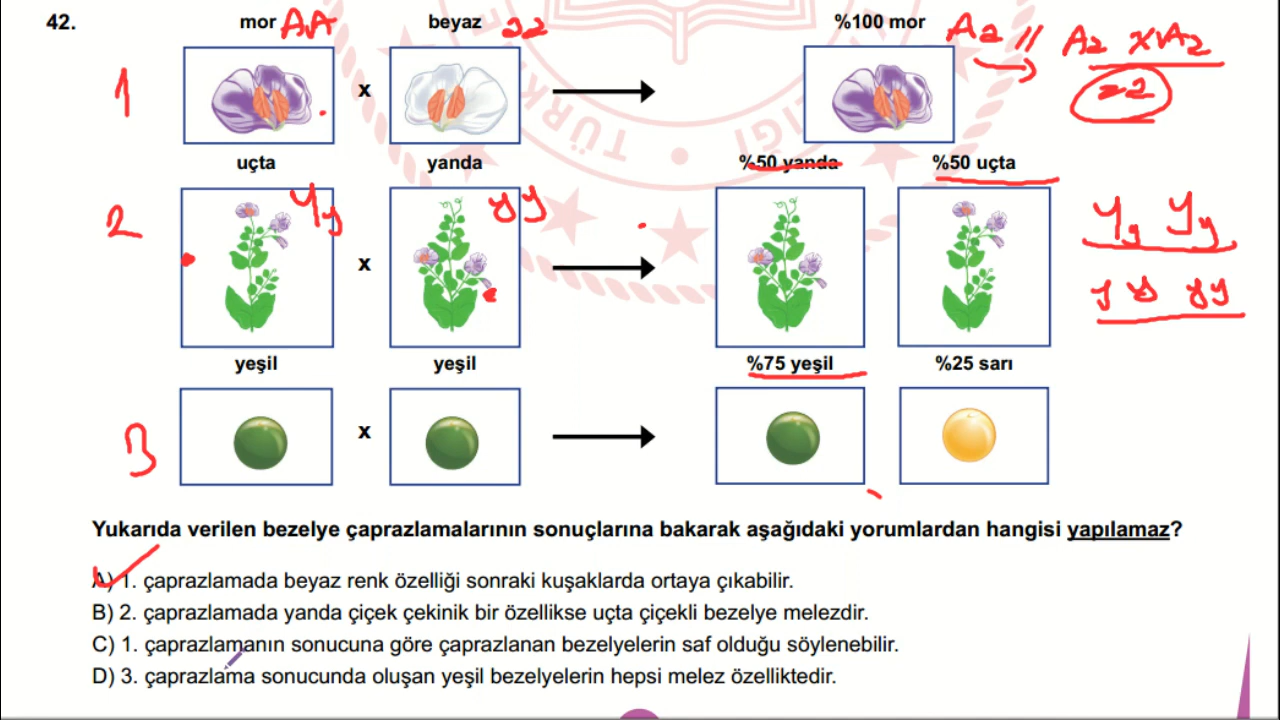 42.
mor AA beyaz aa %100 mor Aa // Aa x Aa
aa
1 x
uçta yanda %50 yanda %50 uçta
Yy yy
2 x
Yy Yy
yy yy
yeşil yeşil %75 yeşil %25 sarı
3 x
TÜRK
Yukarıda verilen bezelye çaprazlamalarının sonuçlarına bakarak aşağıdaki yorumlardan hangisi yapılamaz?
A) 1. çaprazlamada beyaz renk özelliği sonraki kuşaklarda ortaya çıkabilir.
B) 2. çaprazlamada yanda çiçek çekinik bir özellikse uçta çiçekli bezelye melezdir.
C) 1. çaprazlamanın sonucuna göre çaprazlanan bezelyelerin saf olduğu söylenebilir.
D) 3. çaprazlama sonucunda oluşan yeşil bezelyelerin hepsi melez özelliktedir.